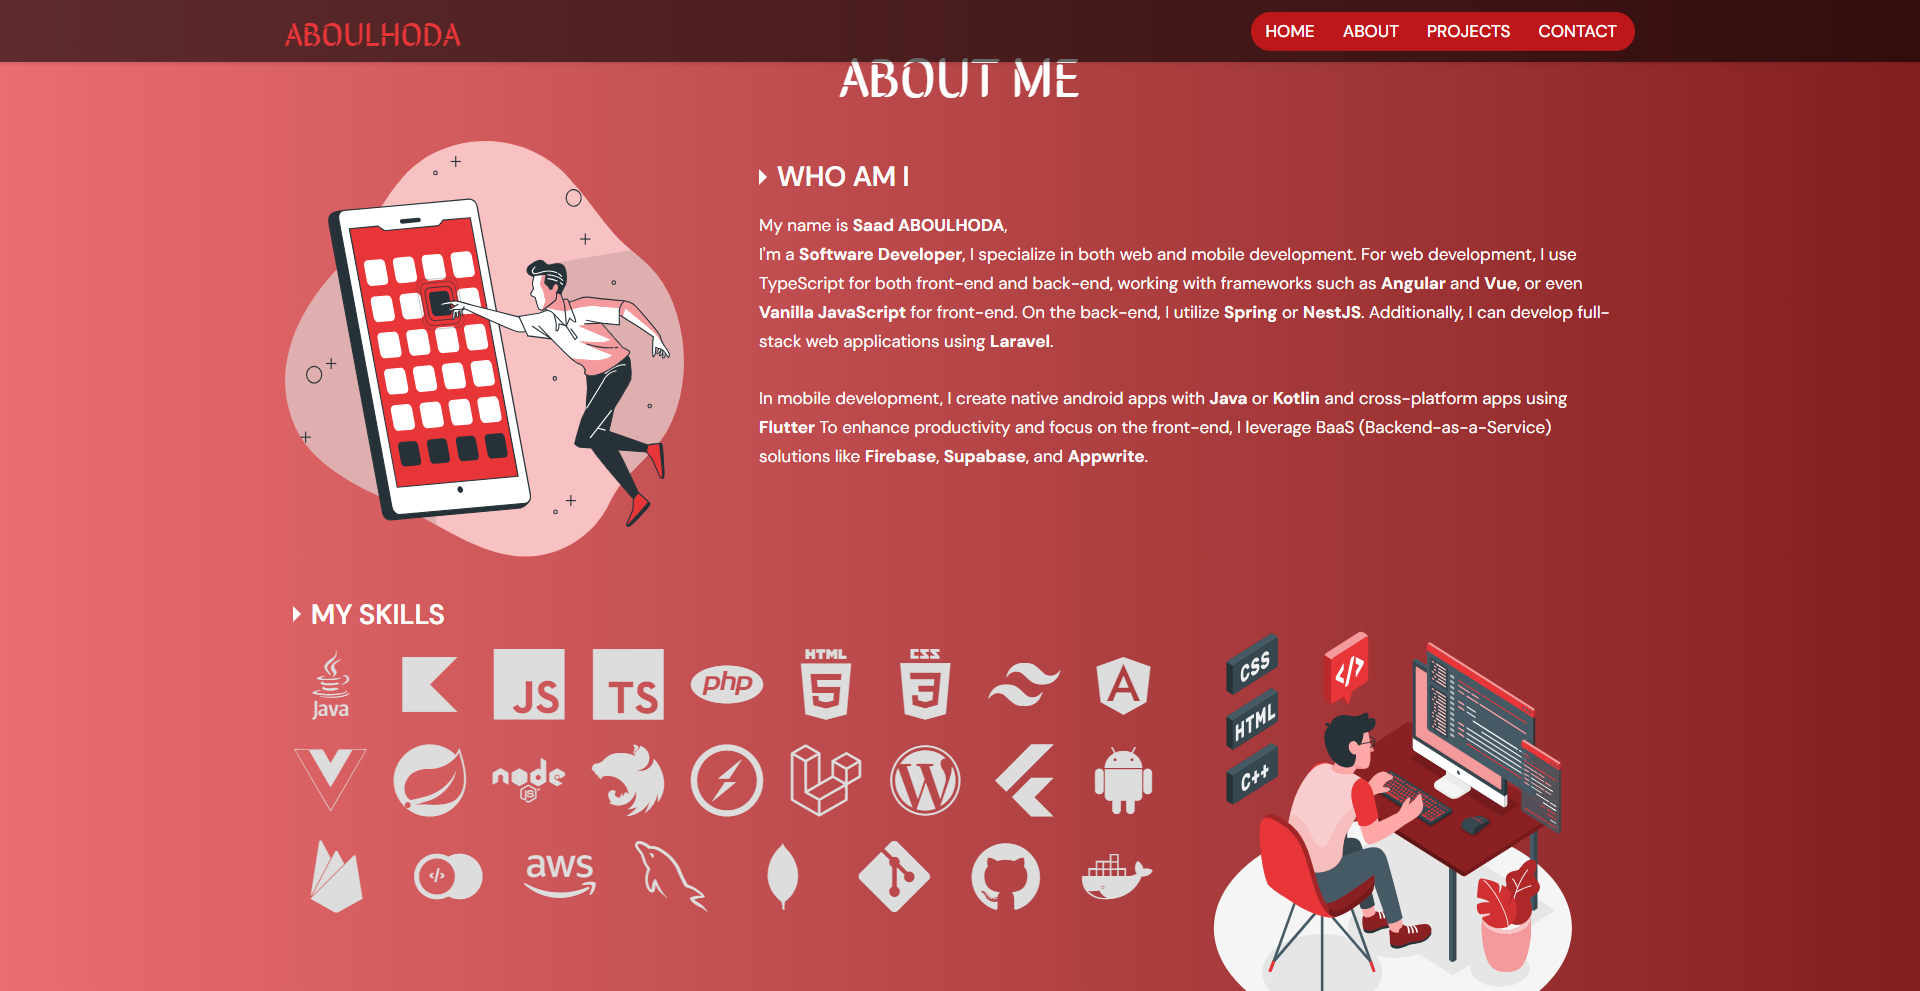 ABOULHODA
HOME ABOUT PROJECTS CONTACT
ABOUT ME
WHO AM I
My name is Saad ABOULHODA,
I'm a Software Developer, I specialize in both web and mobile development. For web development, I use
TypeScript for both front-end and back-end, working with frameworks such as Angular and Vue, or even
Vanilla JavaScript for front-end. On the back-end, I utilize Spring or NestJS. Additionally, I can develop full-
stack web applications using Laravel.
In mobile development, I create native android apps with Java or Kotlin and cross-platform apps using
Flutter To enhance productivity and focus on the front-end, I leverage BaaS (Backend-as-a-Service)
solutions like Firebase, Supabase, and Appwrite.
MY SKILLS
Java
JS
TS
php
HTML
5
CSS
3
A
node
JS
W
</>
aws
CSS
</>
HTML
C++